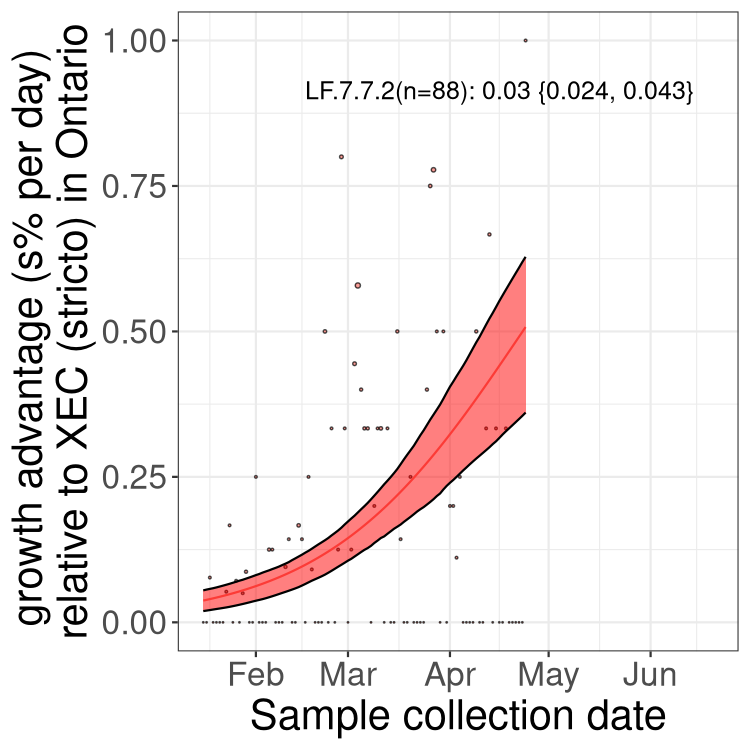 growth advantage (s% per day)
relative to XEC (stricto) in Ontario
1.00
0.75
0.50
0.25
0.00
LF.7.7.2(n=88): 0.03 {0.024, 0.043}
Feb Mar Apr May Jun
Sample collection date